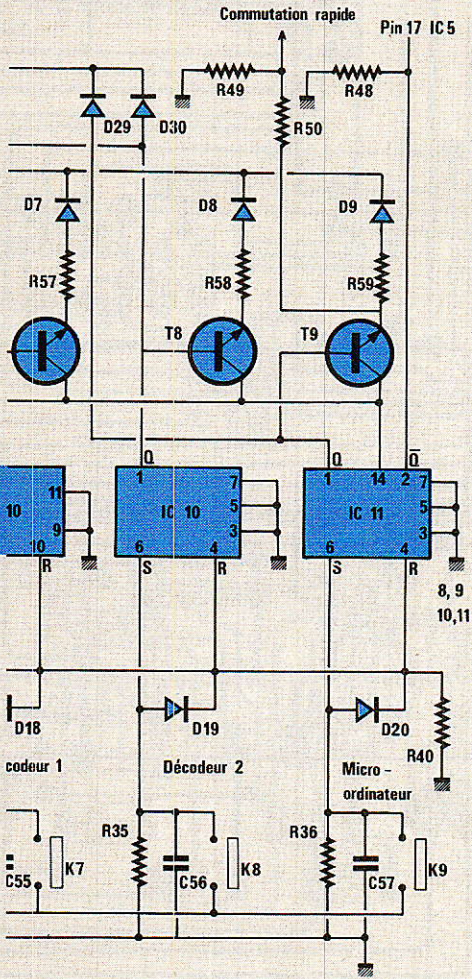 Commutation rapide
Pin 17 IC 5
R49
R48
R50
D29 D30
D7
D8
D9
R57
R58
R59
T8
T9
Q
Q
Q̅
1
1 14 2
11
10
9
10
R
7
IC 10
5
3
6 4
S R
7
IC 11
5
3
6 4
S R
8, 9
10,11
D18
D19
D20
R40
codeur 1
Décodeur 2
Micro-
ordinateur
R35
R36
C55
K7
C56
K8
C57
K9